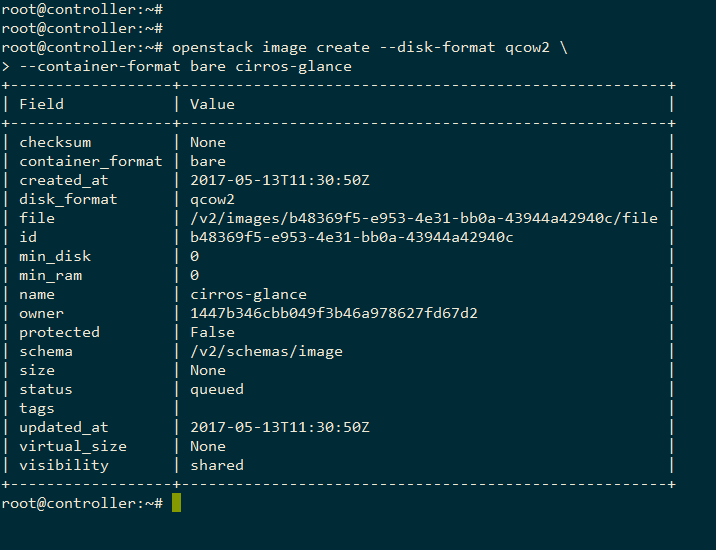 root@controller:~#
root@controller:~#
root@controller:~# openstack image create --disk-format qcow2 \
> --container-format bare cirros-glance
+------------------+------------------------------------------------------+
| Field            | Value                                                |
+------------------+------------------------------------------------------+
| checksum         | None                                                 |
| container_format | bare                                                 |
| created_at       | 2017-05-13T11:30:50Z                                 |
| disk_format      | qcow2                                                |
| file             | /v2/images/b48369f5-e953-4e31-bb0a-43944a42940c/file |
| id               | b48369f5-e953-4e31-bb0a-43944a42940c                 |
| min_disk         | 0                                                    |
| min_ram          | 0                                                    |
| name             | cirros-glance                                        |
| owner            | 1447b346cbb049f3b46a978627fd67d2                     |
| protected        | False                                                |
| schema           | /v2/schemas/image                                    |
| size             | None                                                 |
| status           | queued                                               |
| tags             |                                                      |
| updated_at       | 2017-05-13T11:30:50Z                                 |
| virtual_size     | None                                                 |
| visibility       | shared                                               |
+------------------+------------------------------------------------------+
root@controller:~#